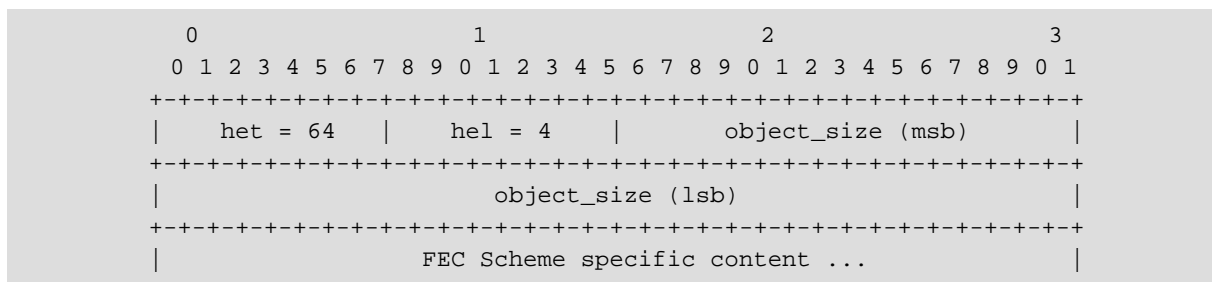 0                   1                   2                   3
0 1 2 3 4 5 6 7 8 9 0 1 2 3 4 5 6 7 8 9 0 1 2 3 4 5 6 7 8 9 0 1
+-+-+-+-+-+-+-+-+-+-+-+-+-+-+-+-+-+-+-+-+-+-+-+-+-+-+-+-+-+-+-+-+
|    het = 64   |    hel = 4    |       object_size (msb)       |
+-+-+-+-+-+-+-+-+-+-+-+-+-+-+-+-+-+-+-+-+-+-+-+-+-+-+-+-+-+-+-+-+
|                       object_size (lsb)                       |
+-+-+-+-+-+-+-+-+-+-+-+-+-+-+-+-+-+-+-+-+-+-+-+-+-+-+-+-+-+-+-+-+
|                  FEC Scheme specific content ...              |